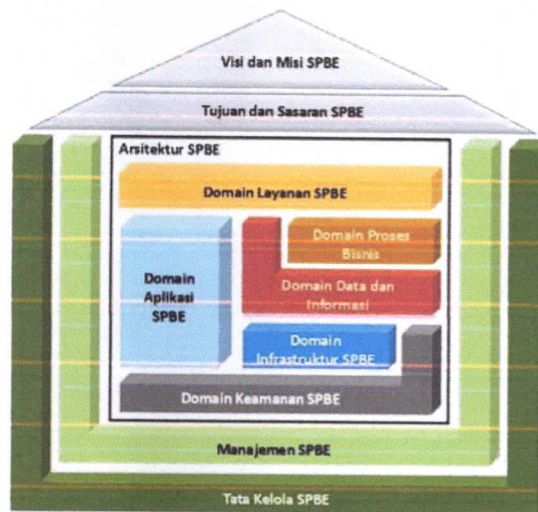 Visi dan Misi SPBE
Tujuan dan Sasaran SPBE
Arsitektur SPBE
Domain Layanan SPBE
Domain Proses
Bisnis
Domain
Aplikasi
SPBE
Domain Data dan
Informasi
Domain
Infrastruktur SPBE
Domain Keamanan SPBE
Manajemen SPBE
Tata Kelola SPBE